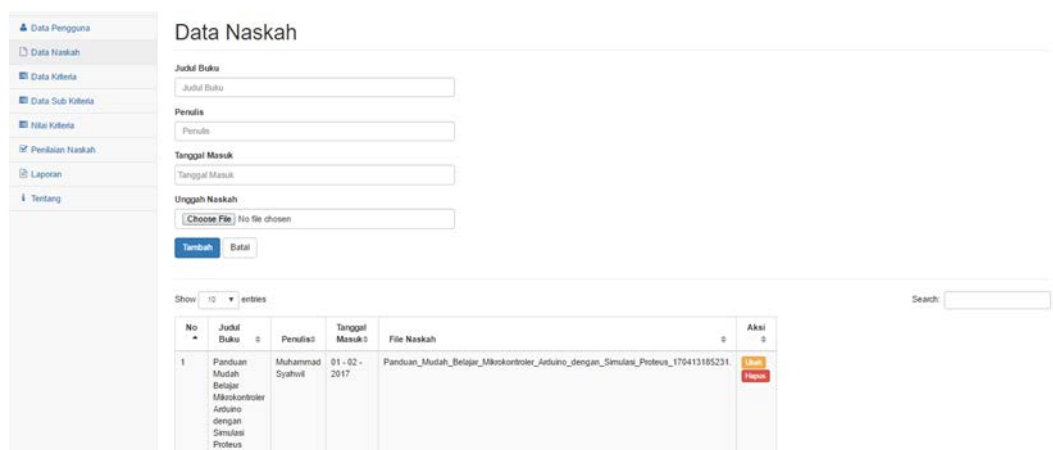 Data Pengguna
Data Naskah
Data Kriteria
Data Sub Kriteria
Nilai Kriteria
Penilaian Naskah
Laporan
Tentang
Data Naskah
Judul Buku
Judul Buku
Penulis
Penulis
Tanggal Masuk
Tanggal Masuk
Unggah Naskah
Choose File No file chosen
Tambah Batal
Show 10 entries
Search:
No Judul Buku Penulis Tanggal Masuk File Naskah Aksi
1 Panduan Muhammad 01 - 02 - Panduan_Mudah_Belajar_Mikrokontroler_Arduino_dengan_Simulasi_Proteus_170413185231. Ubah
Mudah Syahwil 2017 Hapus
Belajar
Mikrokontroler
Arduino
dengan
Simulasi
Proteus